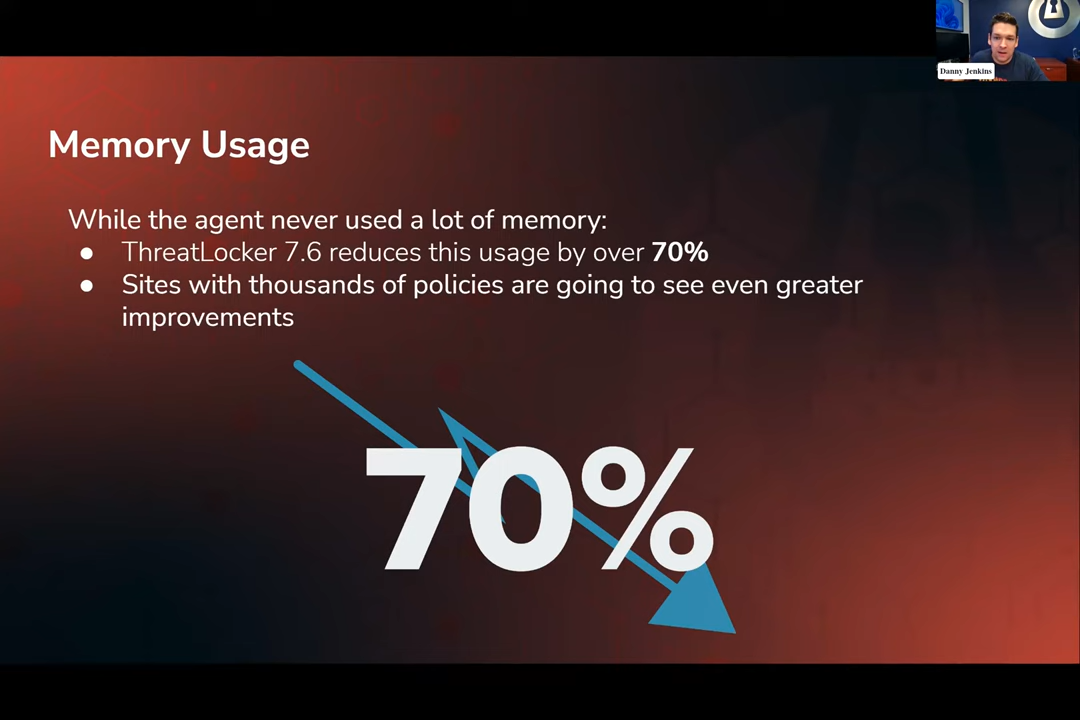 Danny Jenkins
Memory Usage
While the agent never used a lot of memory:
● ThreatLocker 7.6 reduces this usage by over 70%
● Sites with thousands of policies are going to see even greater
improvements
70%